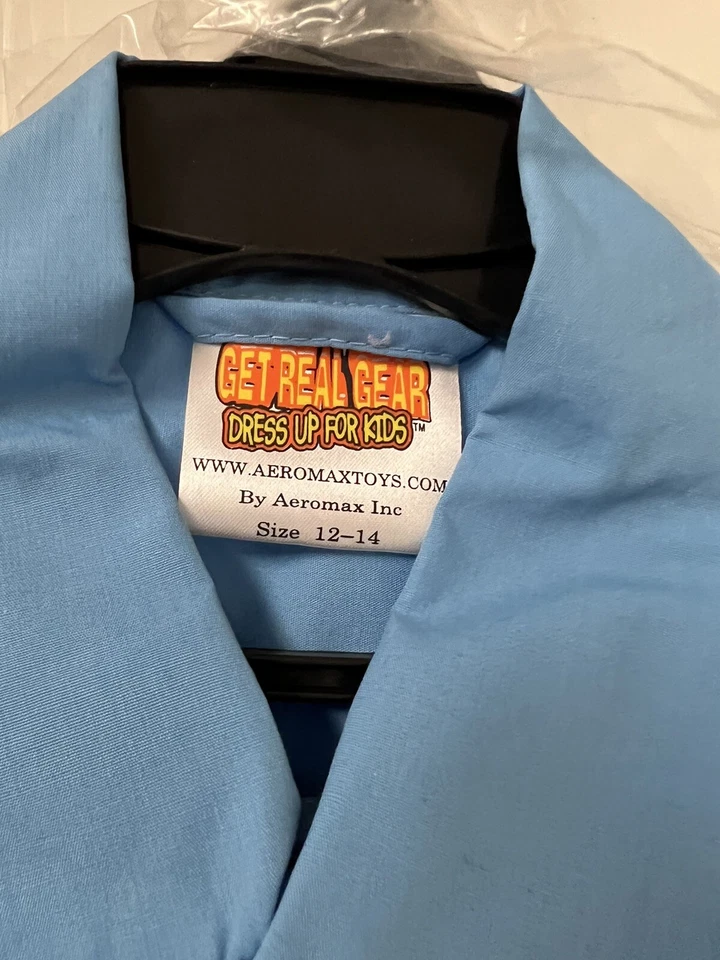 GET REAL GEAR
DRESS UP FOR KIDS™
WWW.AEROMAXTOYS.COM
By Aeromax Inc
Size 12–14